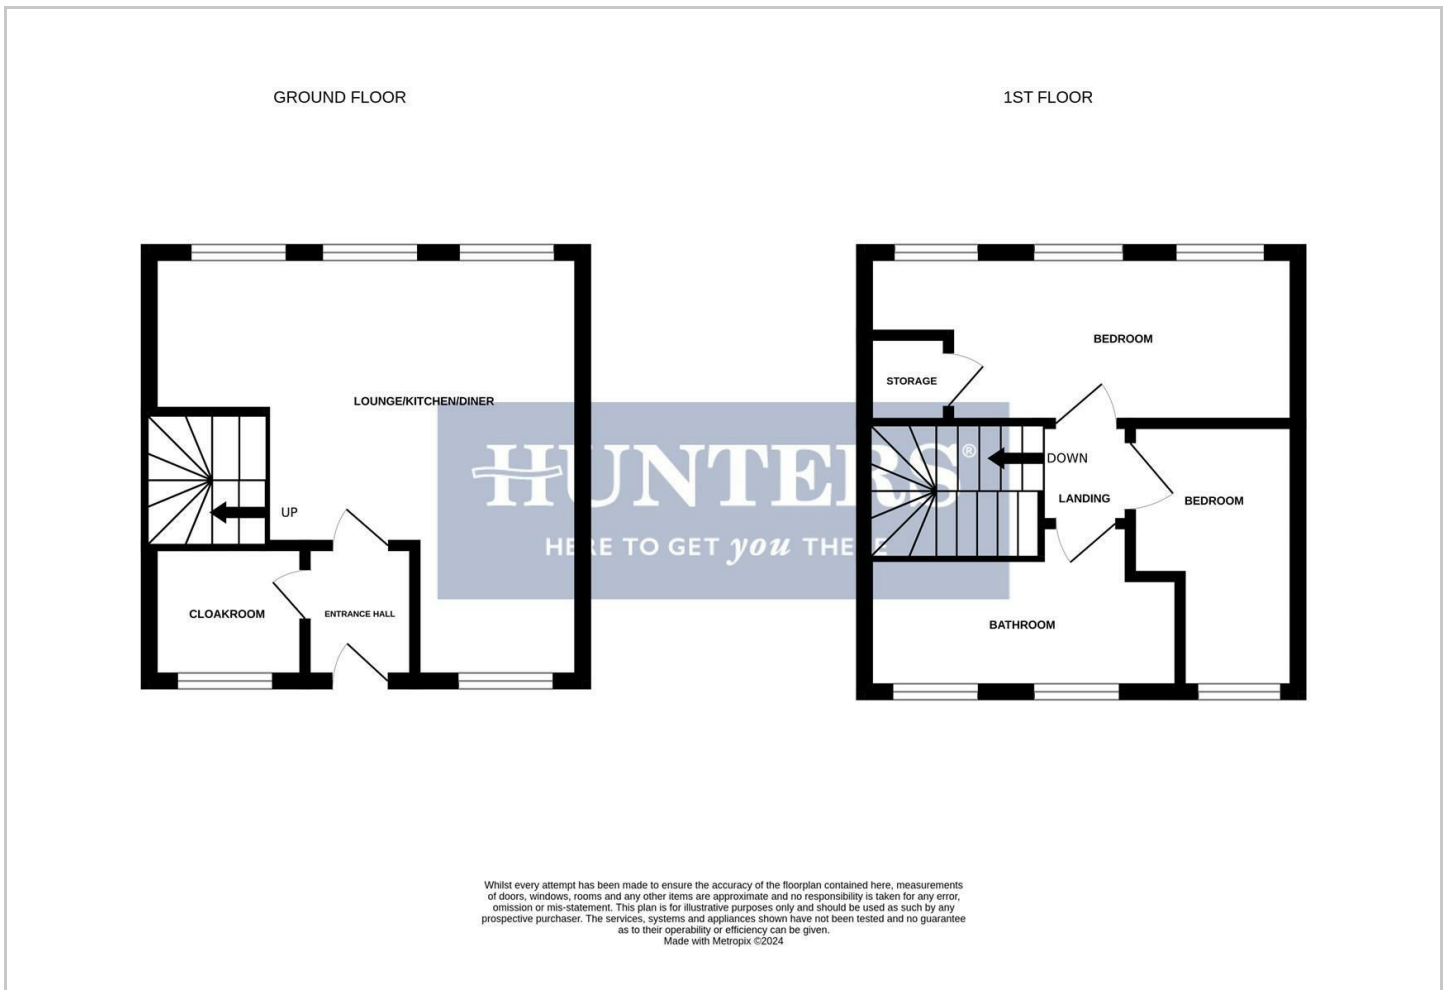 GROUND FLOOR
1ST FLOOR
LOUNGE/KITCHEN/DINER
UP
CLOAKROOM
ENTRANCE HALL
BEDROOM
STORAGE
DOWN
LANDING
BEDROOM
BATHROOM
HUNTERS®
HERE TO GET you THERE
Whilst every attempt has been made to ensure the accuracy of the floorplan contained here, measurements
of doors, windows, rooms and any other items are approximate and no responsibility is taken for any error,
omission or mis-statement. This plan is for illustrative purposes only and should be used as such by any
prospective purchaser. The services, systems and appliances shown have not been tested and no guarantee
as to their operability or efficiency can be given.
Made with Metropix ©2024